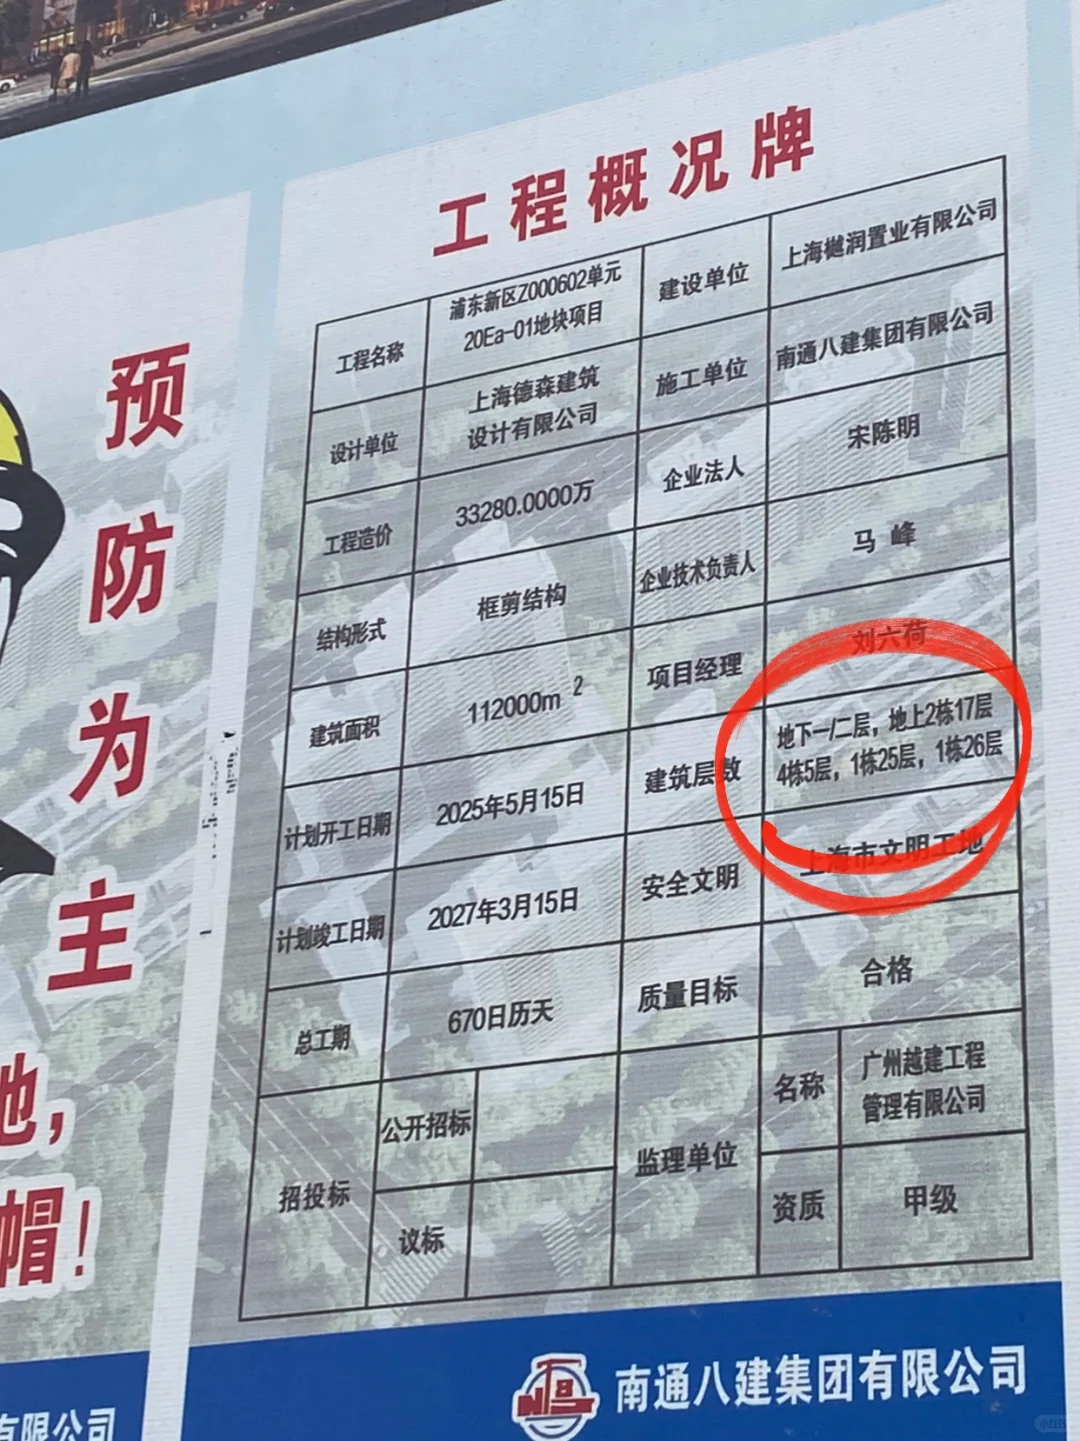 工程概况牌
工程名称
浦东新区Z000602单元
20Ea-01地块项目
建设单位
上海樾润置业有限公司
设计单位
上海德森建筑
设计有限公司
施工单位
南通八建集团有限公司
工程造价
33280.0000万
企业法人
宋陈明
结构形式
框剪结构
企业技术负责人
马 峰
建筑面积
112000m²
项目经理
刘六荷
计划开工日期
2025年5月15日
建筑层数
地下一/二层，地上2栋17层
4栋5层，1栋25层，1栋26层
计划竣工日期
2027年3月15日
安全文明
上海市文明工地
总工期
670日历天
质量目标
合格
招投标
公开招标
议标
监理单位
名称
广州越建工程
管理有限公司
资质
甲级
南通八建集团有限公司
预防为主
地，
帽！
有限公司